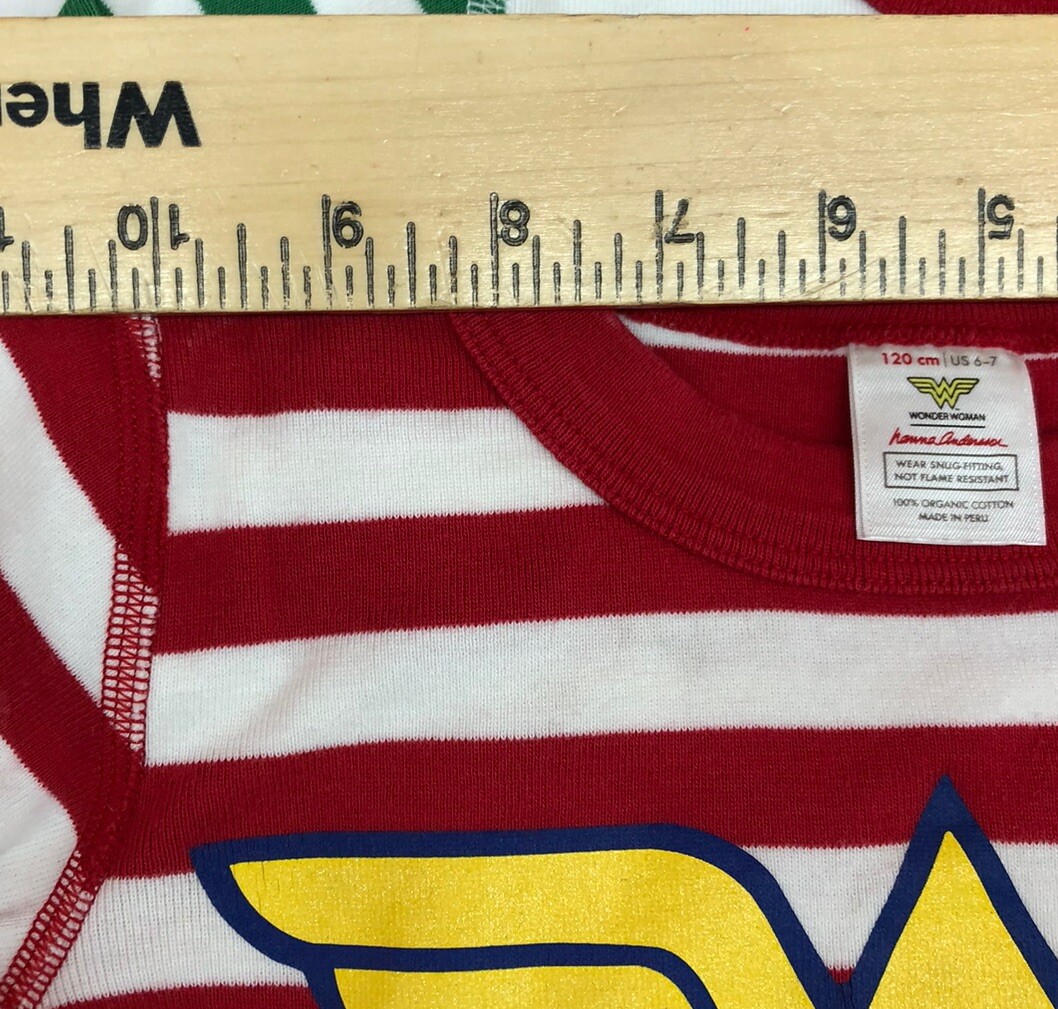 Wher
10 9 8 7 6 5
120 cm | US 6-7
WONDER WOMAN
hanna Andersson
WEAR SNUG-FITTING,
NOT FLAME RESISTANT
100% ORGANIC COTTON
MADE IN PERU